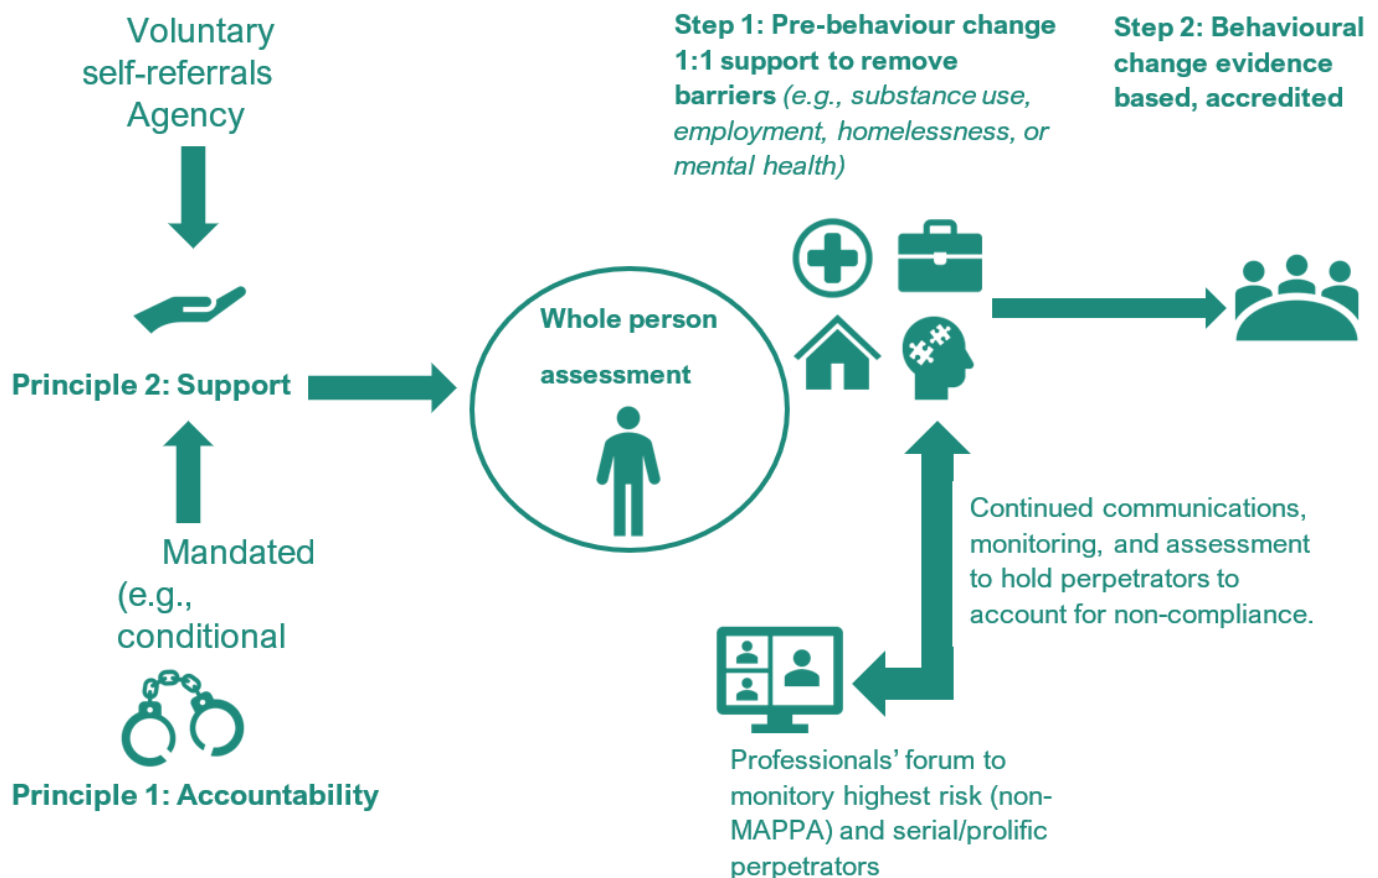 Voluntary
self-referrals
Agency
Principle 2: Support
Mandated
(e.g.,
conditional
Principle 1: Accountability
Whole person
assessment
Step 1: Pre-behaviour change
1:1 support to remove
barriers (e.g., substance use,
employment, homelessness, or
mental health)
Step 2: Behavioural
change evidence
based, accredited
Continued communications,
monitoring, and assessment
to hold perpetrators to
account for non-compliance.
Professionals’ forum to
monitory highest risk (non-
MAPPA) and serial/prolific
perpetrators